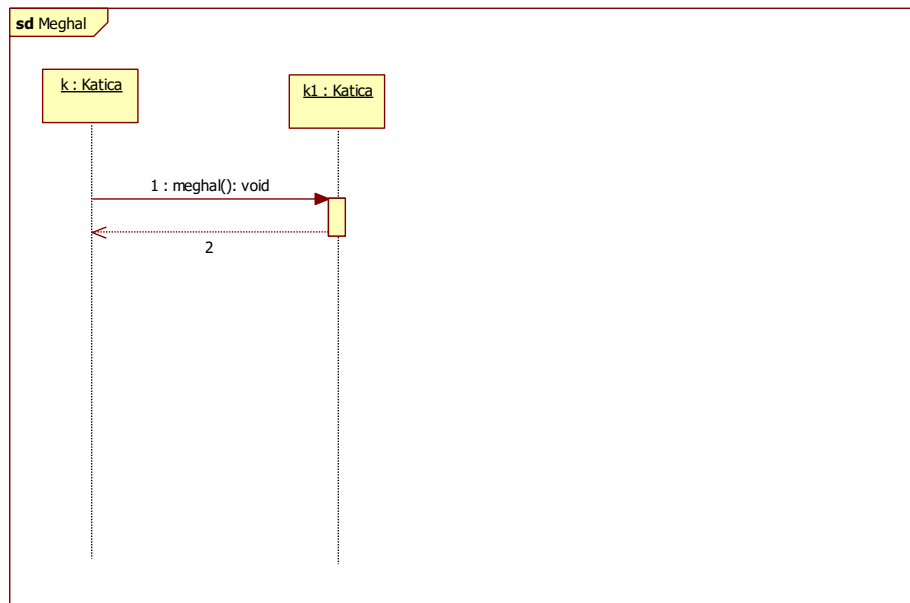 sd Meghal
k : Katica
k1 : Katica
1 : meghal(): void
2